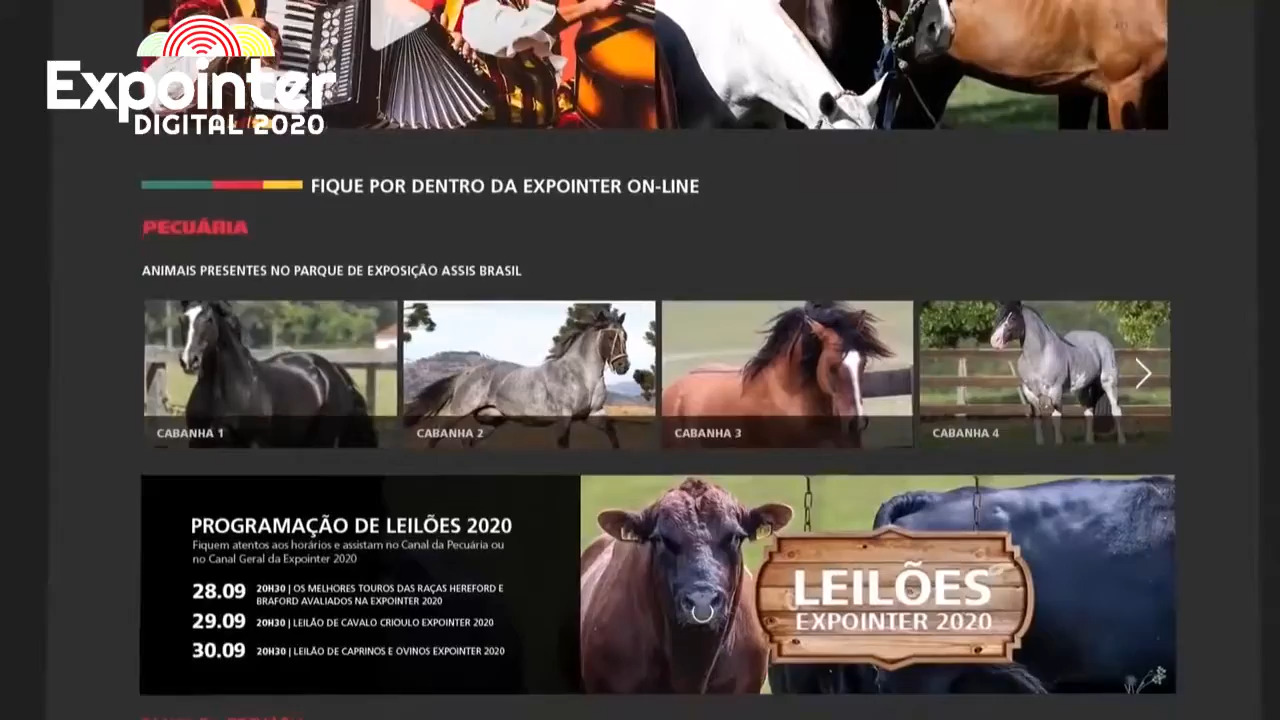 Expointer
DIGITAL 2020
FIQUE POR DENTRO DA EXPOINTER ON-LINE
PECUÁRIA
ANIMAIS PRESENTES NO PARQUE DE EXPOSIÇÃO ASSIS BRASIL
CABANHA 1
CABANHA 2
CABANHA 3
CABANHA 4
PROGRAMAÇÃO DE LEILÕES 2020
Fiquem atentos aos horários e assistam no Canal da Pecuária ou
no Canal Geral da Expointer 2020
28.09 20H30 | OS MELHORES TOUROS DAS RAÇAS HEREFORD E
BRAFORD AVALIADOS NA EXPOINTER 2020
29.09 20H30 | LEILÃO DE CAVALO CRIOULO EXPOINTER 2020
30.09 20H30 | LEILÃO DE CAPRINOS E OVINOS EXPOINTER 2020
LEILÕES
EXPOINTER 2020